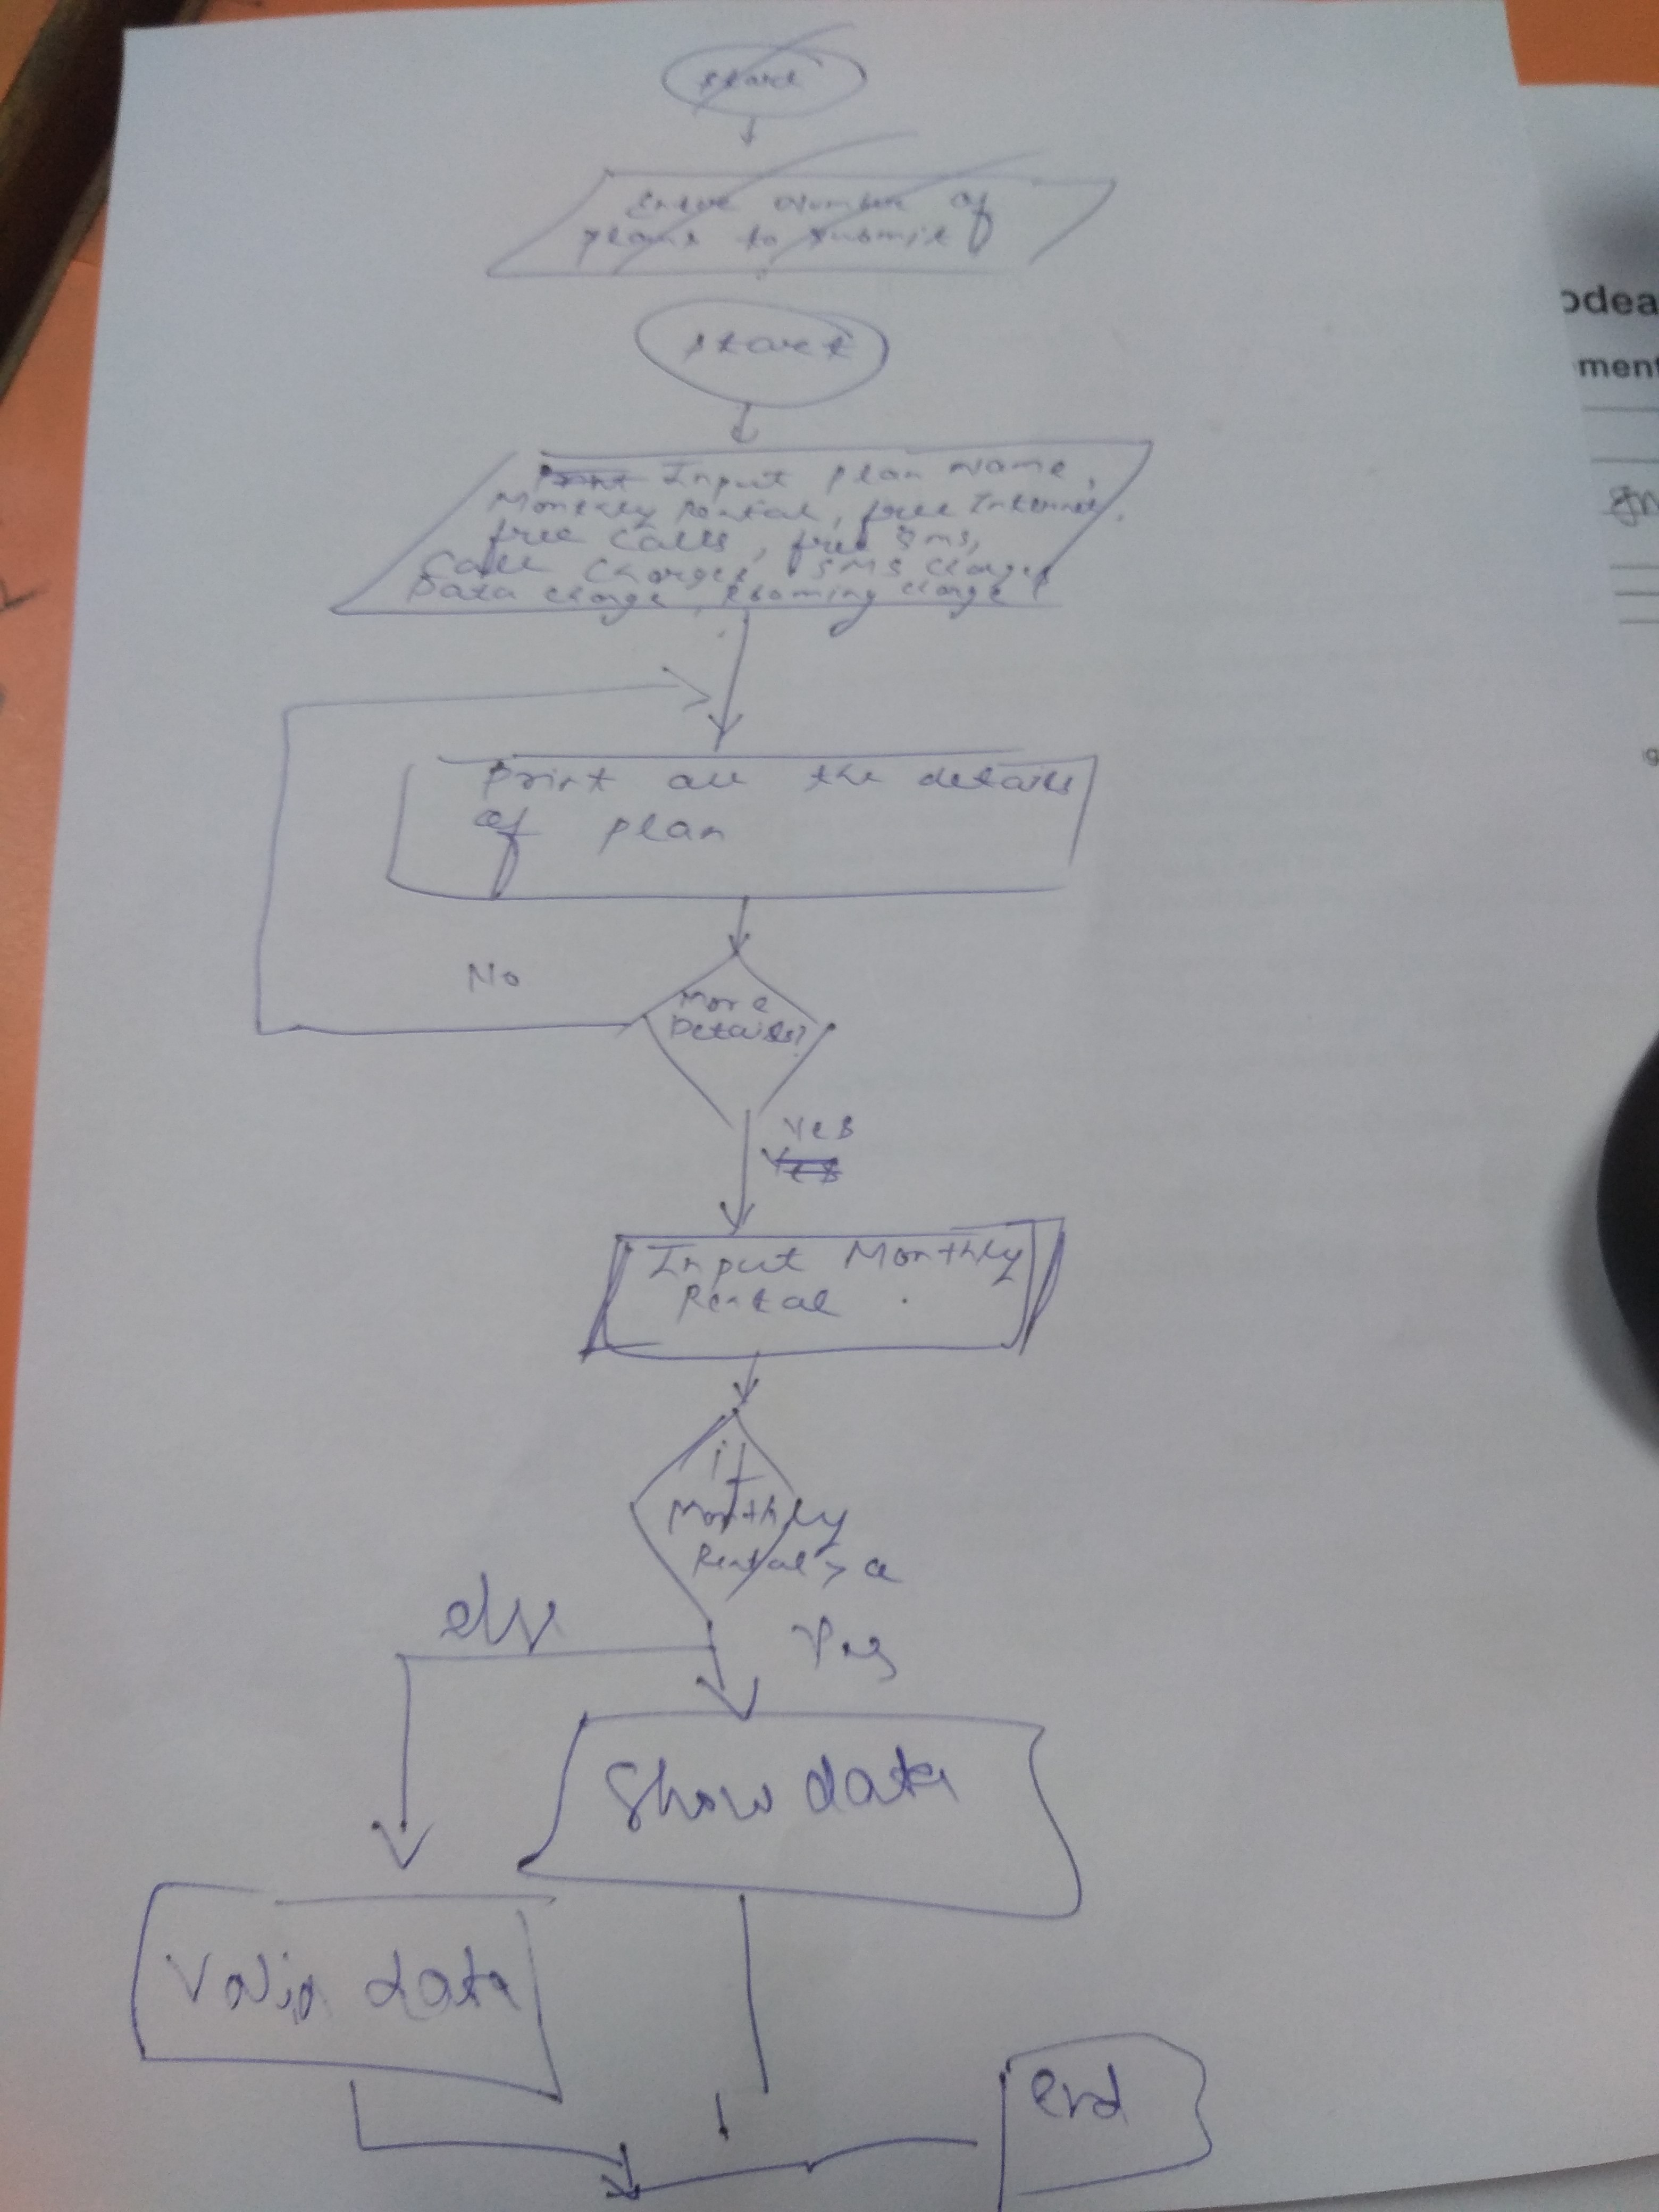 Start
Enter Number of
plans to submit
start
Print Input plan Name,
Monthly Rental, free Internet,
free calls, free sms,
Call Charges, SMS charges
Data charge, Roaming charge
Print all the details
of plan
No
More
Details?
Yes
Yes
Input Monthly
Rental
if
Monthly
Rental > a
else
Yes
Show data
Valid data
end
odea
ment